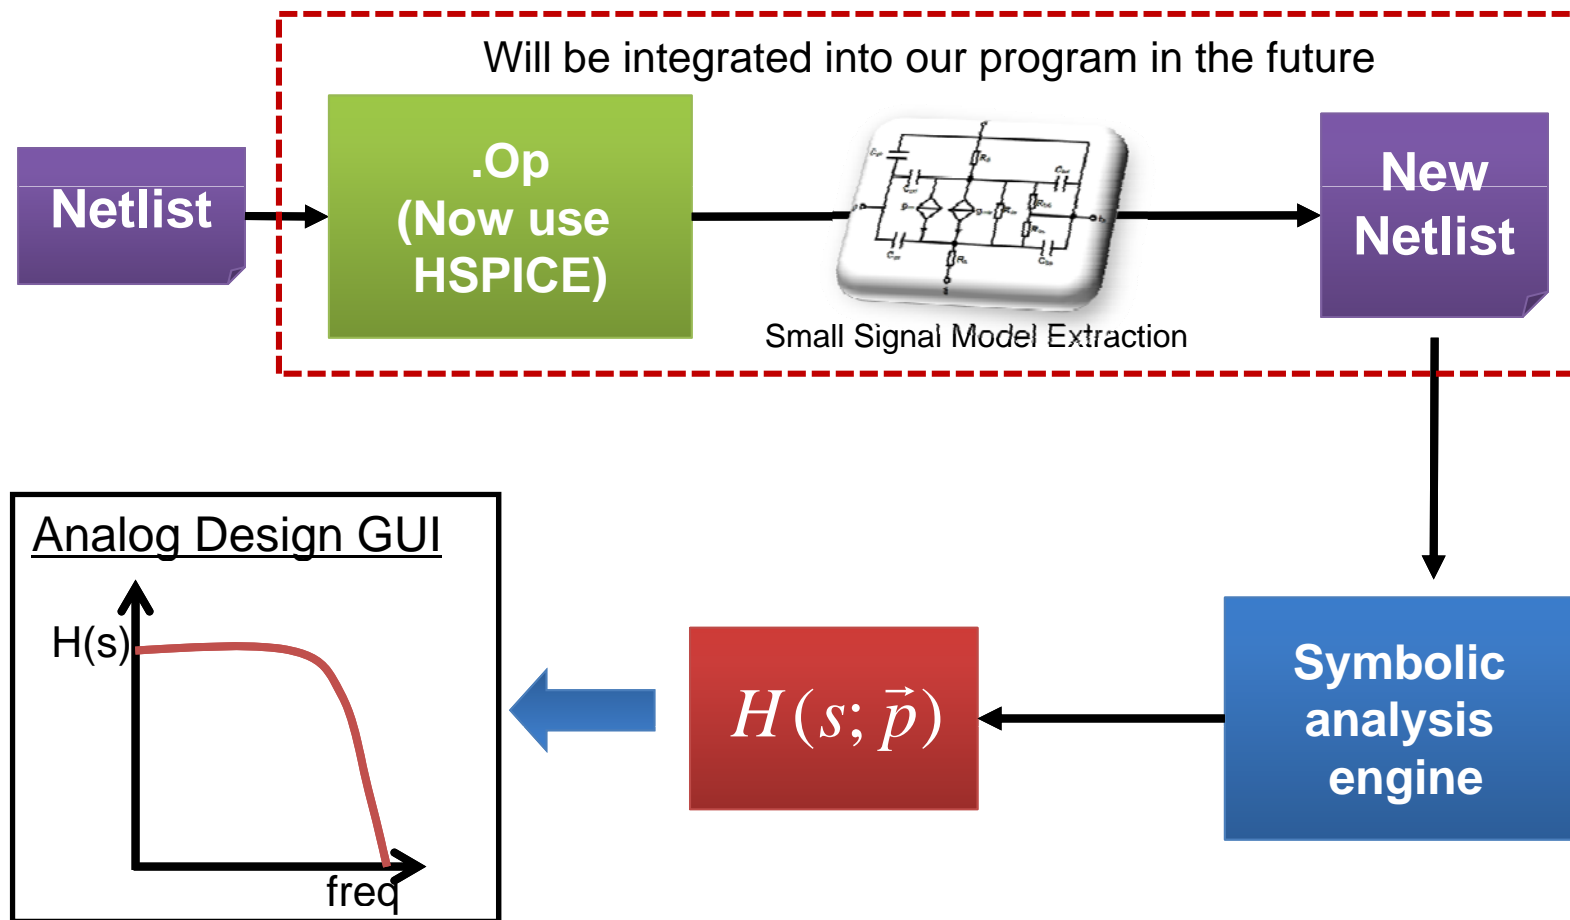 Will be integrated into our program in the future
Netlist
.Op
(Now use
HSPICE)
Small Signal Model Extraction
New
Netlist
Analog Design GUI
H(s)
freq
H(s; p⃗)
Symbolic
analysis
engine